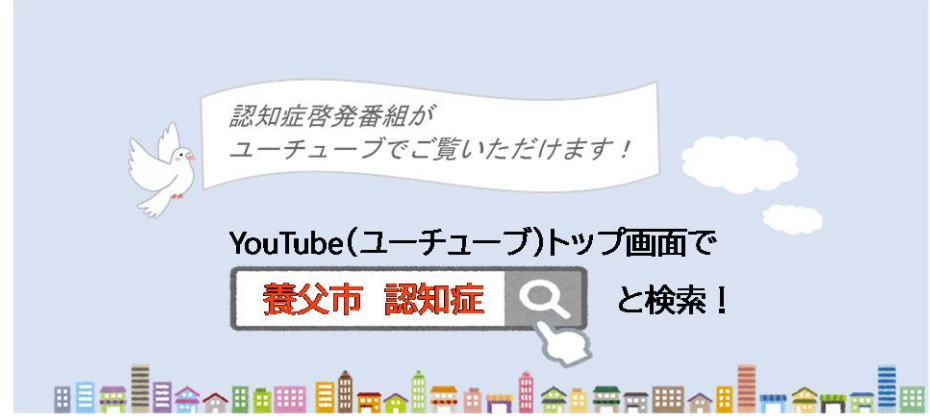 認知症啓発番組が
ユーチューブでご覧いただけます！
YouTube(ユーチューブ)トップ画面で
養父市 認知症 と検索！